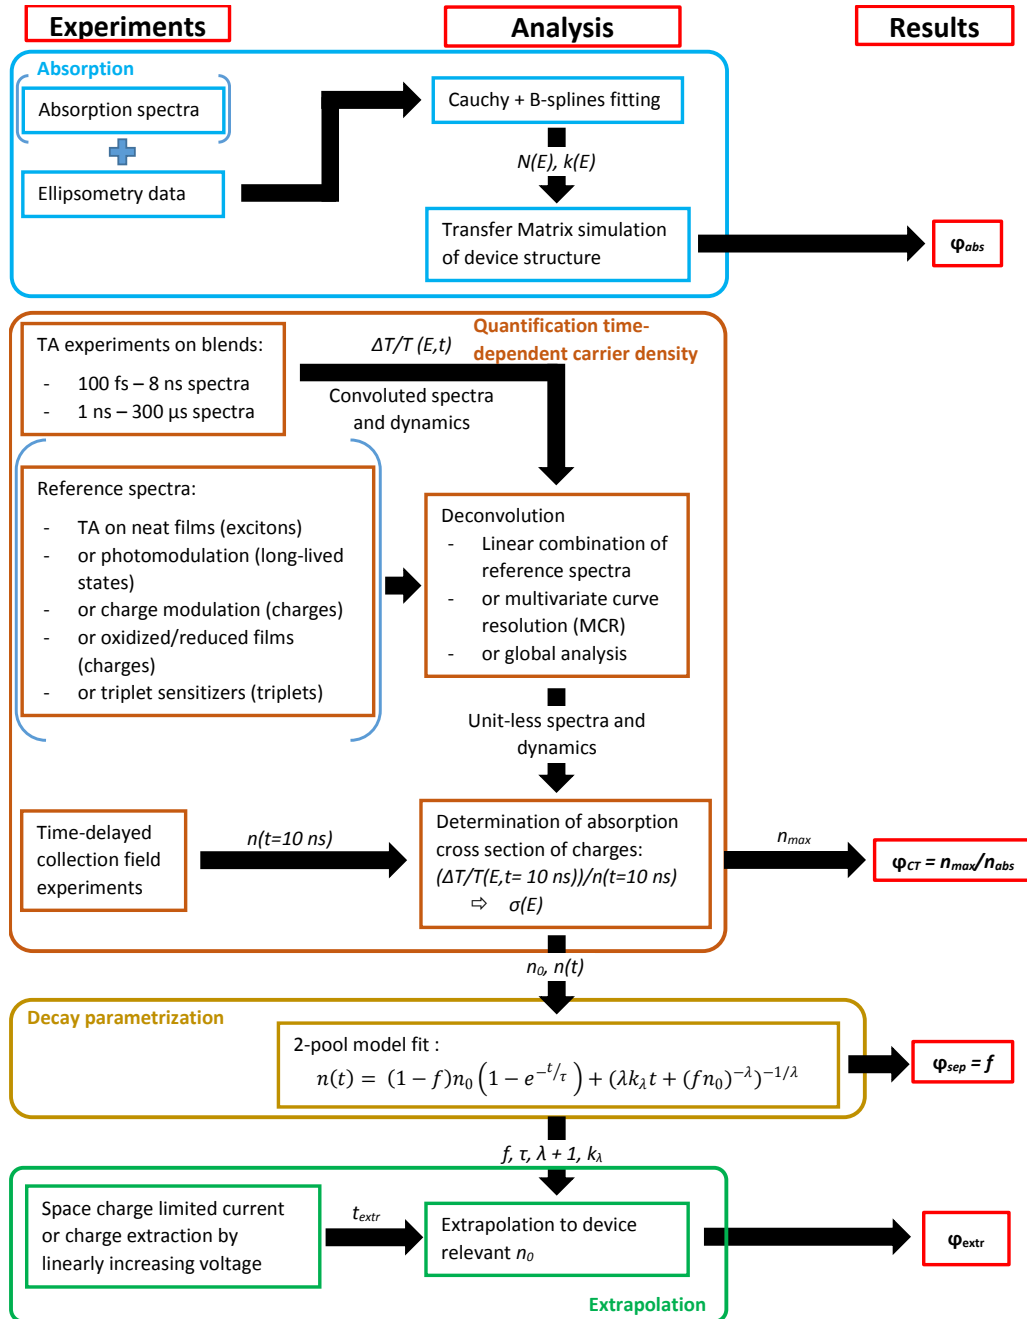 Experiments
Analysis
Results
Absorption
Absorption spectra
Ellipsometry data
Cauchy + B-splines fitting
N(E), k(E)
Transfer Matrix simulation
of device structure
φabs
Quantification time-
dependent carrier density
TA experiments on blends:
- 100 fs – 8 ns spectra
- 1 ns – 300 µs spectra
ΔT/T (E,t)
Convoluted spectra
and dynamics
Reference spectra:
- TA on neat films (excitons)
- or photomodulation (long-lived
states)
- or charge modulation (charges)
- or oxidized/reduced films
(charges)
- or triplet sensitizers (triplets)
Deconvolution
- Linear combination of
reference spectra
- or multivariate curve
resolution (MCR)
- or global analysis
Unit-less spectra and
dynamics
Time-delayed
collection field
experiments
n(t=10 ns)
Determination of absorption
cross section of charges:
(ΔT/T(E,t= 10 ns))/n(t=10 ns)
⇨ σ(E)
nmax
φCT = nmax/nabs
n0, n(t)
Decay parametrization
2-pool model fit :
n(t) = (1 − f)n0 (1 − e^−t/τ) + (λkλt + (fn0)^−λ)^−1/λ
φsep = f
f, τ, λ + 1, kλ
Space charge limited current
or charge extraction by
linearly increasing voltage
textr
Extrapolation to device
relevant n0
φextr
Extrapolation